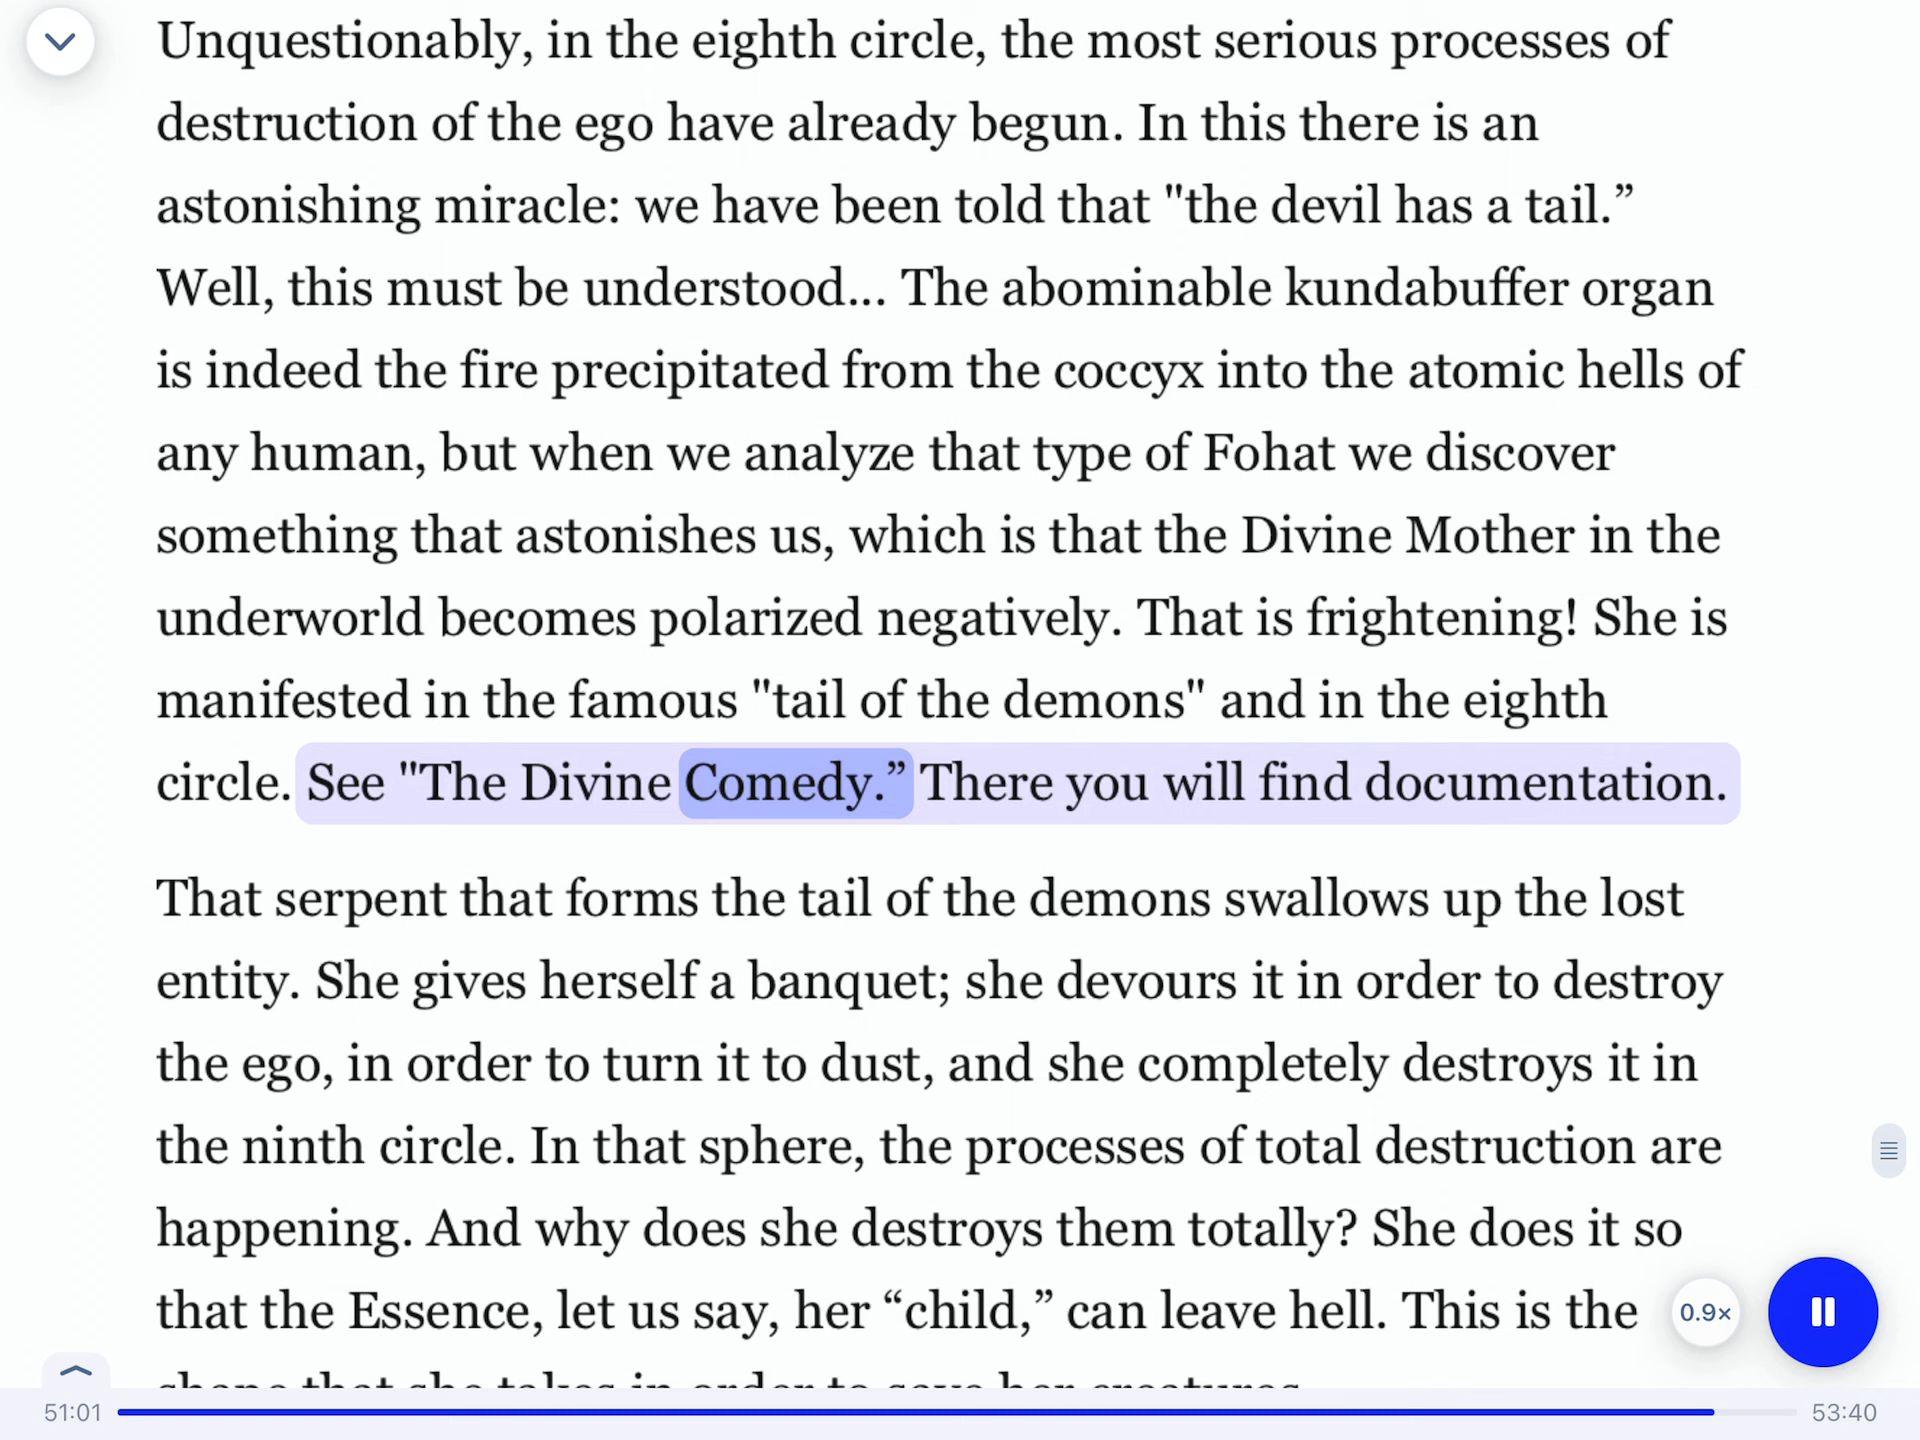 Unquestionably, in the eighth circle, the most serious processes of
destruction of the ego have already begun. In this there is an
astonishing miracle: we have been told that "the devil has a tail.”
Well, this must be understood... The abominable kundabuffer organ
is indeed the fire precipitated from the coccyx into the atomic hells of
any human, but when we analyze that type of Fohat we discover
something that astonishes us, which is that the Divine Mother in the
underworld becomes polarized negatively. That is frightening! She is
manifested in the famous "tail of the demons" and in the eighth
circle. See "The Divine Comedy.” There you will find documentation.
That serpent that forms the tail of the demons swallows up the lost
entity. She gives herself a banquet; she devours it in order to destroy
the ego, in order to turn it to dust, and she completely destroys it in
the ninth circle. In that sphere, the processes of total destruction are
happening. And why does she destroys them totally? She does it so
that the Essence, let us say, her “child,” can leave hell. This is the
shape that she takes in order to save her creatures.
0.9×
51:01
53:40